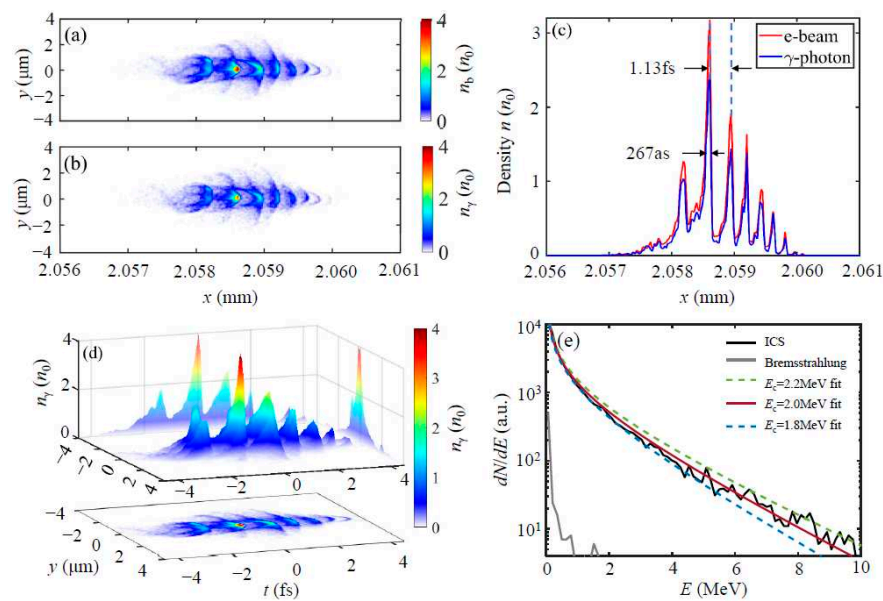 (a)
4
2
0
−2
−4
y (μm)
4
2
0
n_b (n_0)
(b)
4
2
0
−2
−4
y (μm)
4
2
0
n_γ (n_0)
2.056 2.057 2.058 2.059 2.060 2.061
x (mm)
(c)
e-beam
γ-photon
1.13fs
267as
3
2
1
0
Density n (n_0)
2.056 2.057 2.058 2.059 2.060 2.061
x (mm)
(d)
4
2
0
n_γ (n_0)
−4
−2
0
2
4
−4 −2 0 2 4
4
2
0
n_γ (n_0)
−4
−2
0
2
4
y (μm)
−4 −2 0 2 4
t (fs)
(e)
ICS
Bremsstrahlung
E_c=2.2MeV fit
E_c=2.0MeV fit
E_c=1.8MeV fit
10^4
10^3
10^2
10^1
dN/dE (a.u.)
0 2 4 6 8 10
E (MeV)